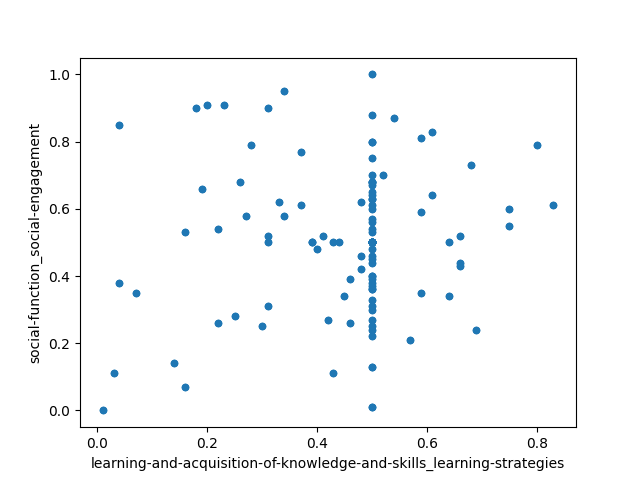 1.0
0.8
0.6
0.4
0.2
0.0
social-function_social-engagement
0.0 0.2 0.4 0.6 0.8
learning-and-acquisition-of-knowledge-and-skills_learning-strategies